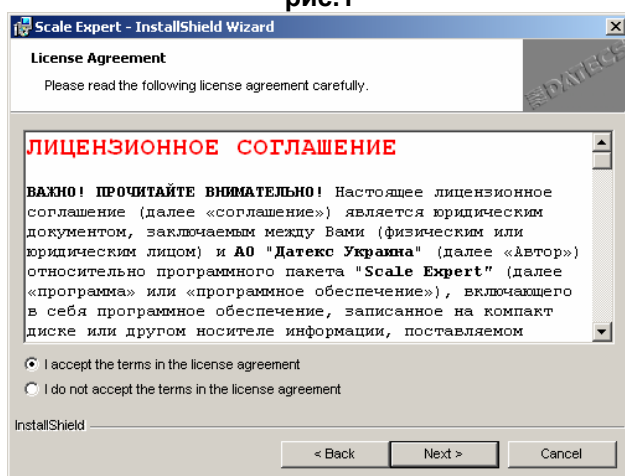 рис.1
Scale Expert - InstallShield Wizard
License Agreement
Please read the following license agreement carefully.
DATECS
ЛИЦЕНЗИОННОЕ СОГЛАШЕНИЕ
ВАЖНО! ПРОЧИТАЙТЕ ВНИМАТЕЛЬНО! Настоящее лицензионное
соглашение (далее «соглашение») является юридическим
документом, заключаемым между Вами (физическим или
юридическим лицом) и АО "Датекс Украина" (далее «Автор»)
относительно программного пакета "Scale Expert" (далее
«программа» или «программное обеспечение»), включающего
в себя программное обеспечение, записанное на компакт
диске или другом носителе информации, поставляемом
I accept the terms in the license agreement
I do not accept the terms in the license agreement
InstallShield
< Back Next > Cancel